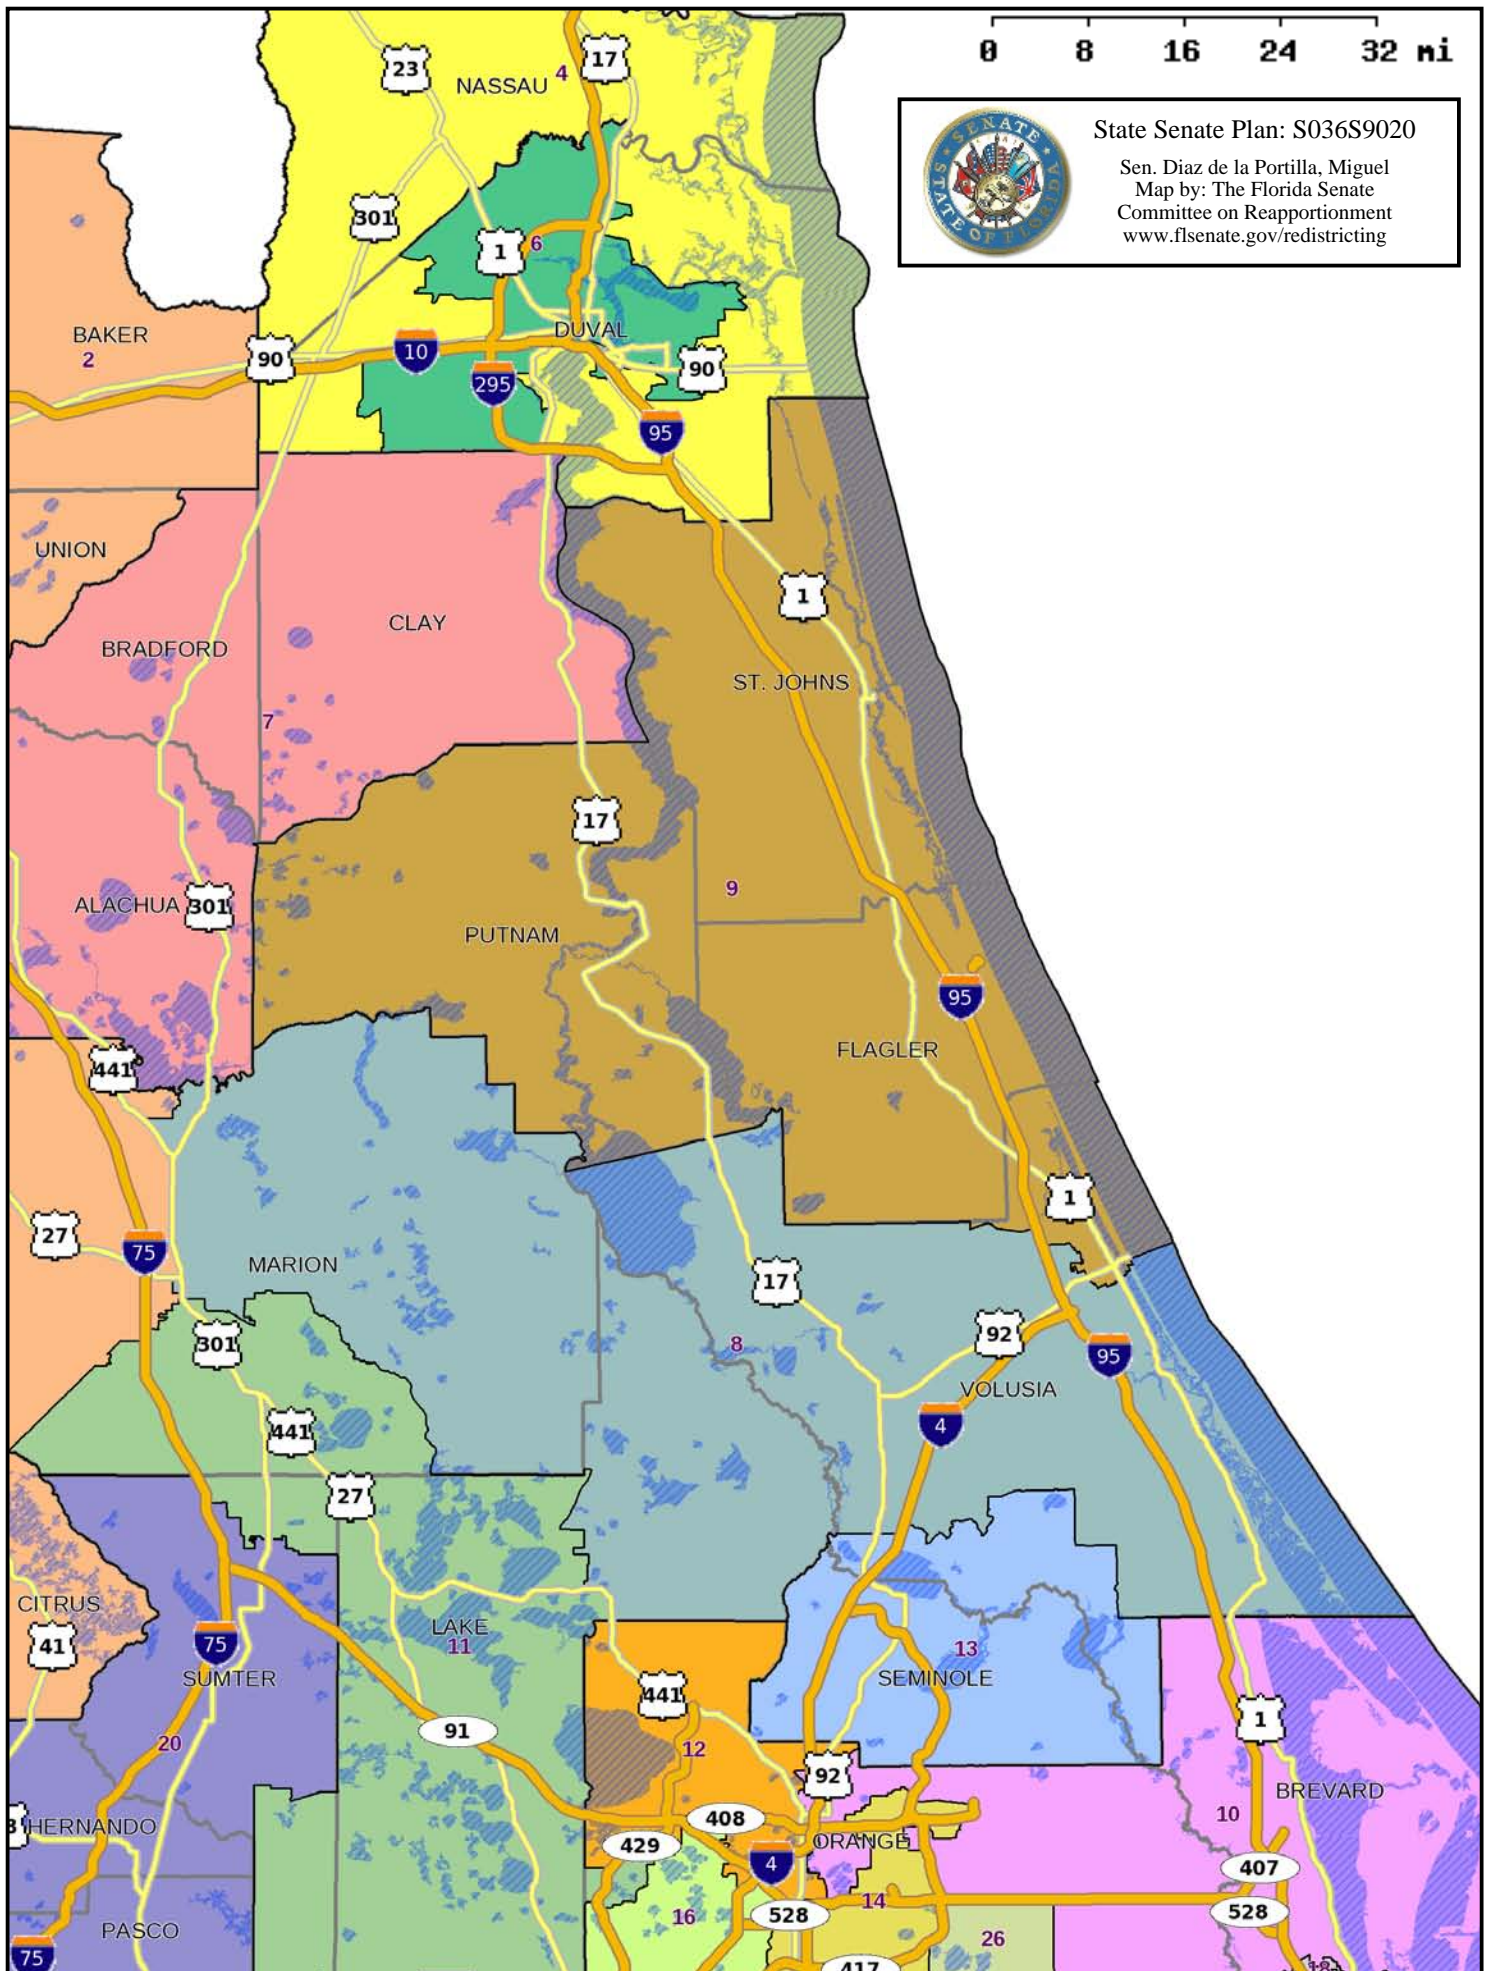 0 8 16 24 32 mi
SENATE
STATE OF FLORIDA
State Senate Plan: S036S9020
Sen. Diaz de la Portilla, Miguel
Map by: The Florida Senate
Committee on Reapportionment
www.flsenate.gov/redistricting
23
NASSAU 4
17
301
1
6
BAKER
2
90
10
DUVAL
295
90
95
UNION
BRADFORD
CLAY
1
ST. JOHNS
7
17
ALACHUA
301
9
PUTNAM
95
FLAGLER
441
27
75
MARION
1
17
301
8
92
95
VOLUSIA
441
4
27
CITRUS
41
75
LAKE
11
SUMTER
13
SEMINOLE
441
91
20
12
1
92
BREVARD
HERNANDO
408
10
429
ORANGE
4
407
14
16
528
528
PASCO
26
75
417
18